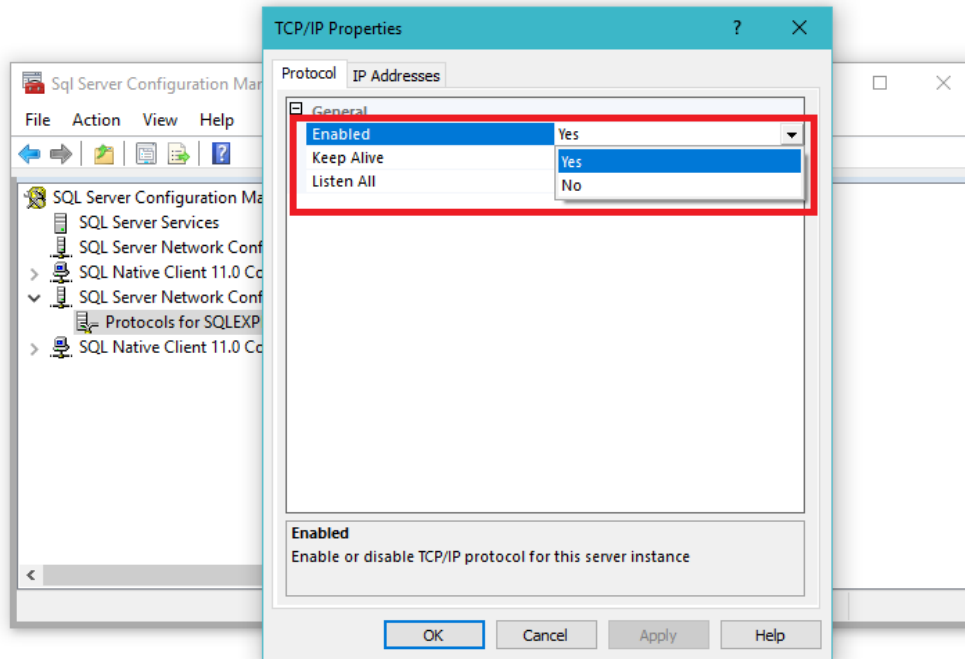 TCP/IP Properties
?
Sql Server Configuration Mar
File Action View Help
?
SQL Server Configuration Ma
SQL Server Services
SQL Server Network Conf
SQL Native Client 11.0 Co
SQL Server Network Conf
Protocols for SQLEXP
SQL Native Client 11.0 Co
Protocol IP Addresses
General
Enabled Yes
Keep Alive Yes
Listen All No
Enabled
Enable or disable TCP/IP protocol for this server instance
OK Cancel Apply Help